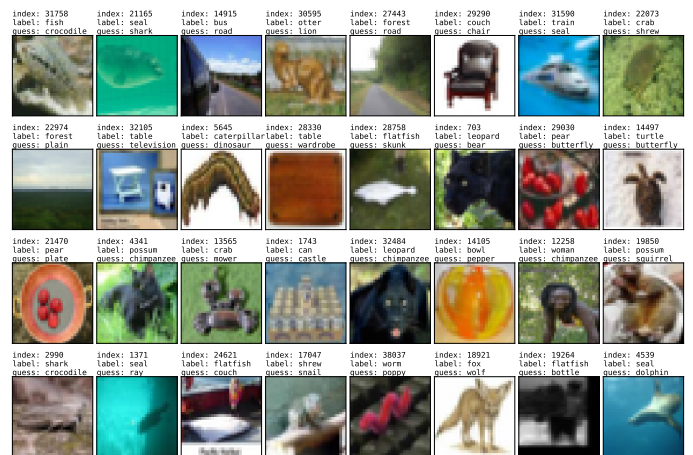 index: 31758
label: fish
guess: crocodile
index: 21165
label: seal
guess: shark
index: 14915
label: bus
guess: road
index: 30595
label: otter
guess: lion
index: 27443
label: forest
guess: road
index: 29290
label: couch
guess: chair
index: 31590
label: train
guess: seal
index: 22073
label: crab
guess: shrew
index: 22974
label: forest
guess: plain
index: 32105
label: table
guess: television
index: 5645
label: caterpillar
guess: dinosaur
index: 28330
label: table
guess: wardrobe
index: 28758
label: flatfish
guess: skunk
index: 703
label: leopard
guess: bear
index: 29030
label: pear
guess: butterfly
index: 14497
label: turtle
guess: butterfly
index: 21470
label: pear
guess: plate
index: 4341
label: possum
guess: chimpanzee
index: 13565
label: crab
guess: mower
index: 1743
label: can
guess: castle
index: 32484
label: leopard
guess: chimpanzee
index: 14105
label: bowl
guess: pepper
index: 12258
label: woman
guess: chimpanzee
index: 19850
label: possum
guess: squirrel
index: 2990
label: shark
guess: crocodile
index: 1371
label: seal
guess: ray
index: 24621
label: flatfish
guess: couch
index: 17047
label: shrew
guess: snail
index: 38037
label: worm
guess: poppy
index: 18921
label: fox
guess: wolf
index: 19264
label: flatfish
guess: bottle
index: 4539
label: seal
guess: dolphin